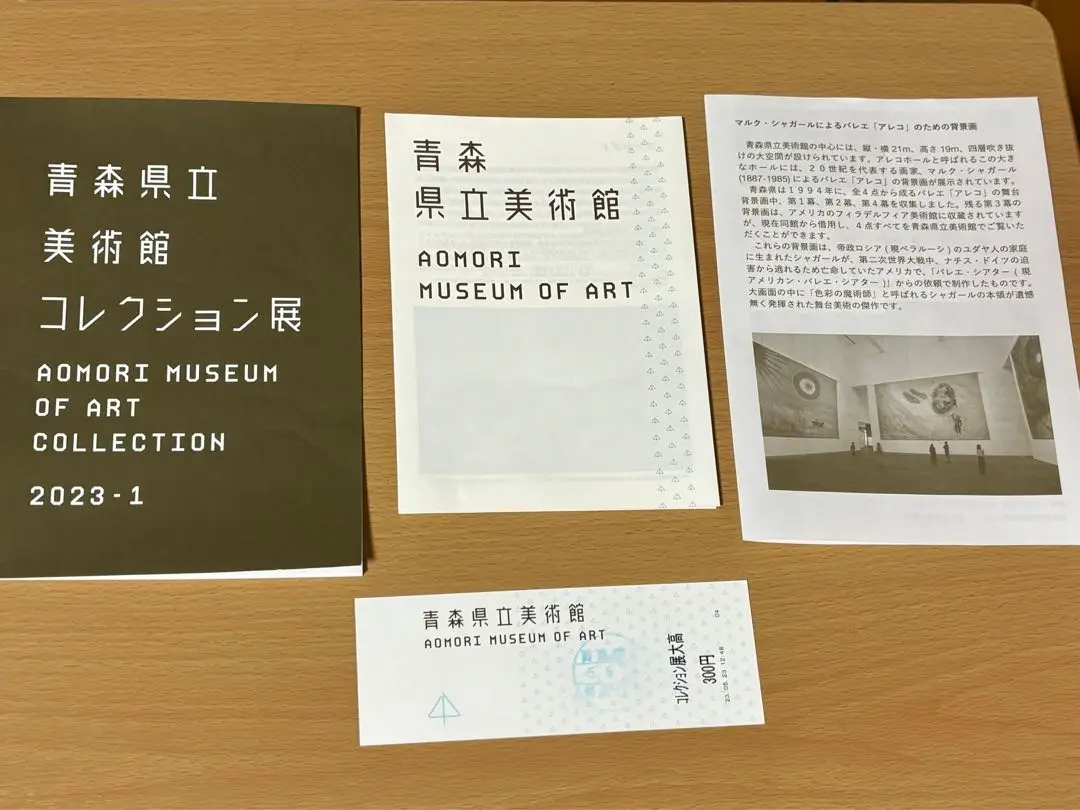 青森県立
美術館
コレクション展
AOMORI MUSEUM
OF ART
COLLECTION
2023-1
青森
県立美術館
AOMORI
MUSEUM OF ART
マルク・シャガールによるバレエ「アレコ」のための背景画
青森県立美術館の中心には、縦・横21m、高さ19m、四層吹き抜
けの大空間が設けられています。アレコホールと呼ばれるこの大き
なホールには、20世紀を代表する画家、マルク・シャガール
(1887-1985)によるバレエ「アレコ」の背景画が展示されています。
青森県は1994年に、全4点から成るバレエ「アレコ」の舞台
背景画中、第1幕、第2幕、第4幕を収集しました。残る第3幕の
背景画は、アメリカのフィラデルフィア美術館に収蔵されています
が、現在同館から借用し、4点すべてを青森県立美術館でご覧いた
だくことができます。
これらの背景画は、帝政ロシア(現ベラルーシ)のユダヤ人の家庭
に生まれたシャガールが、第二次世界大戦中、ナチス・ドイツの迫
害から逃れるため亡命していたアメリカで、「バレエ・シアター(現
アメリカン・バレエ・シアター)」からの依頼で制作したものです。
大画面の中に「色彩の魔術師」と呼ばれるシャガールの本領が遺憾
無く発揮された舞台美術の傑作です。
青森県立美術館
AOMORI MUSEUM OF ART
コレクション展大高
300円
23.05.23 12:48
04